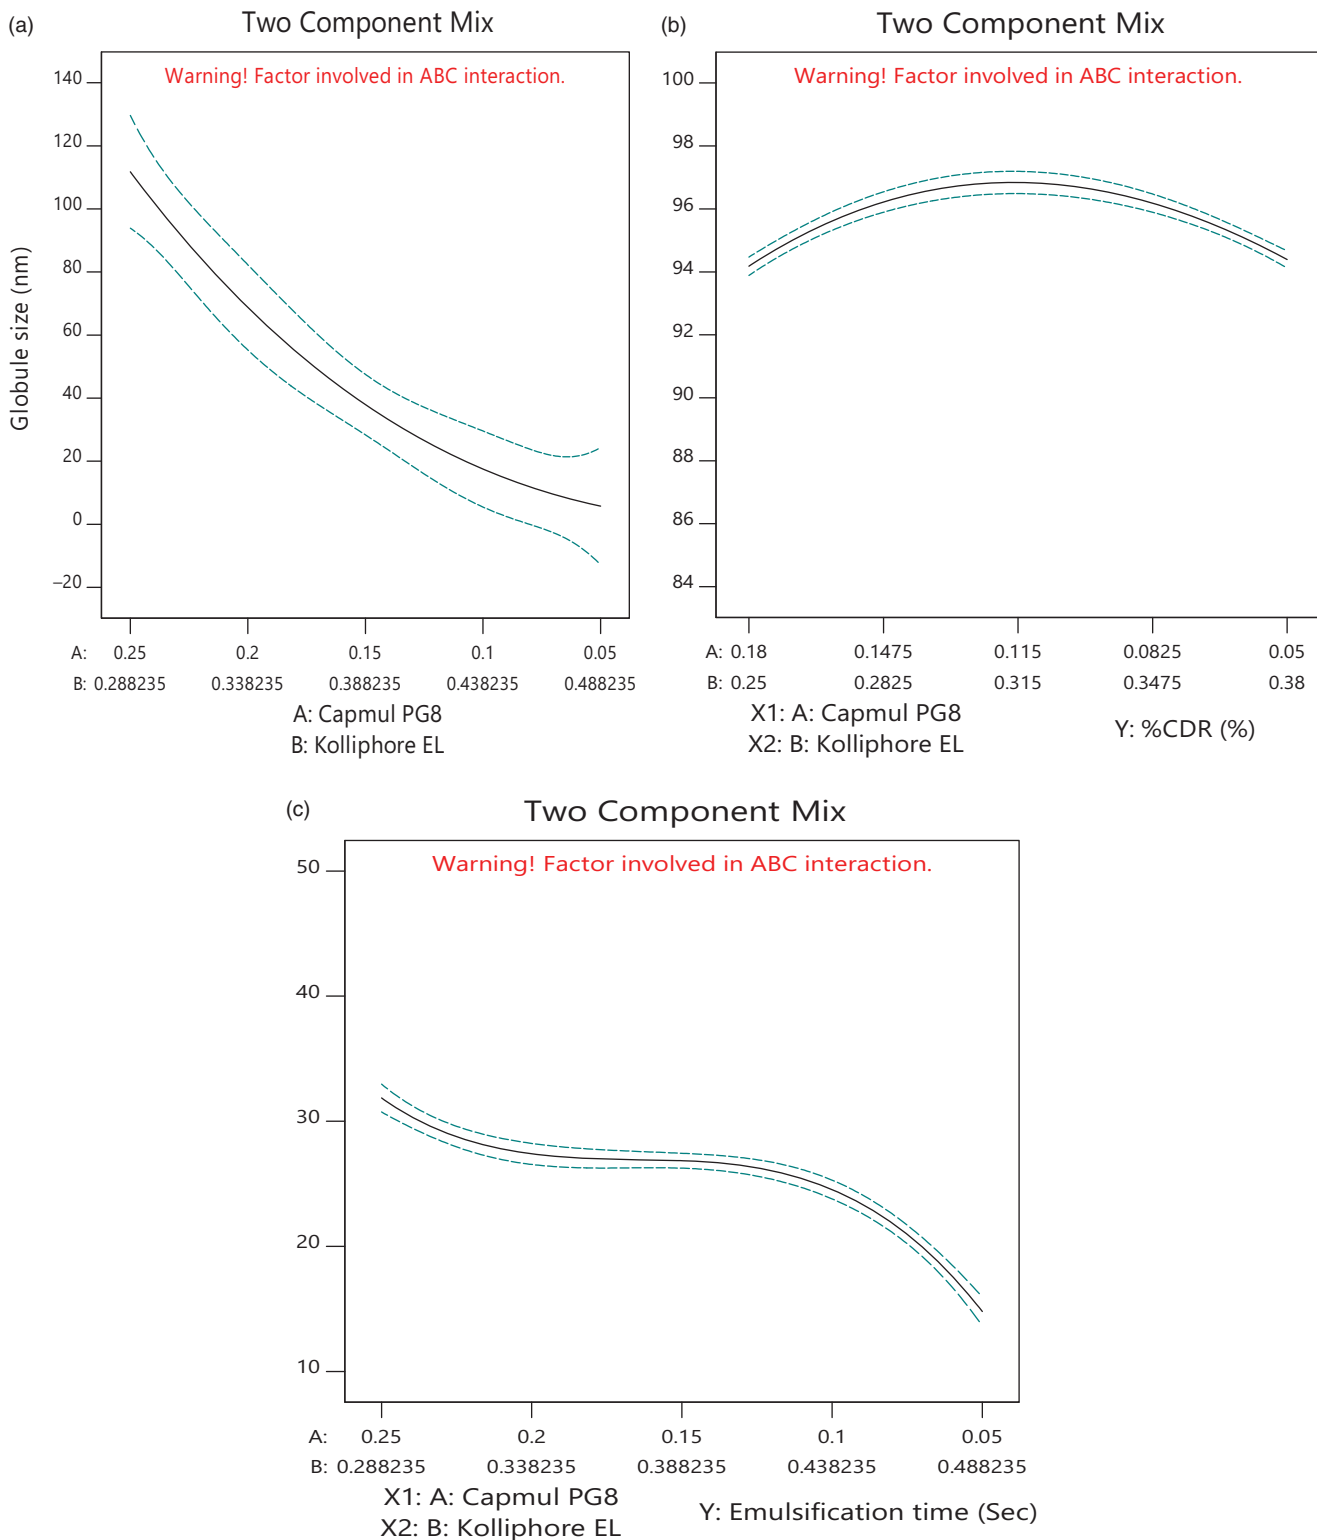 (a)
Two Component Mix
Warning! Factor involved in ABC interaction.
Globule size (nm)
140
120
100
80
60
40
20
0
−20
A: 0.25 0.2 0.15 0.1 0.05
B: 0.288235 0.338235 0.388235 0.438235 0.488235
A: Capmul PG8
B: Kolliphore EL
(b)
Two Component Mix
Warning! Factor involved in ABC interaction.
100
98
96
94
92
90
88
86
84
A: 0.18 0.1475 0.115 0.0825 0.05
B: 0.25 0.2825 0.315 0.3475 0.38
X1: A: Capmul PG8
X2: B: Kolliphore EL
Y: %CDR (%)
(c)
Two Component Mix
Warning! Factor involved in ABC interaction.
50
40
30
20
10
A: 0.25 0.2 0.15 0.1 0.05
B: 0.288235 0.338235 0.388235 0.438235 0.488235
X1: A: Capmul PG8
X2: B: Kolliphore EL
Y: Emulsification time (Sec)